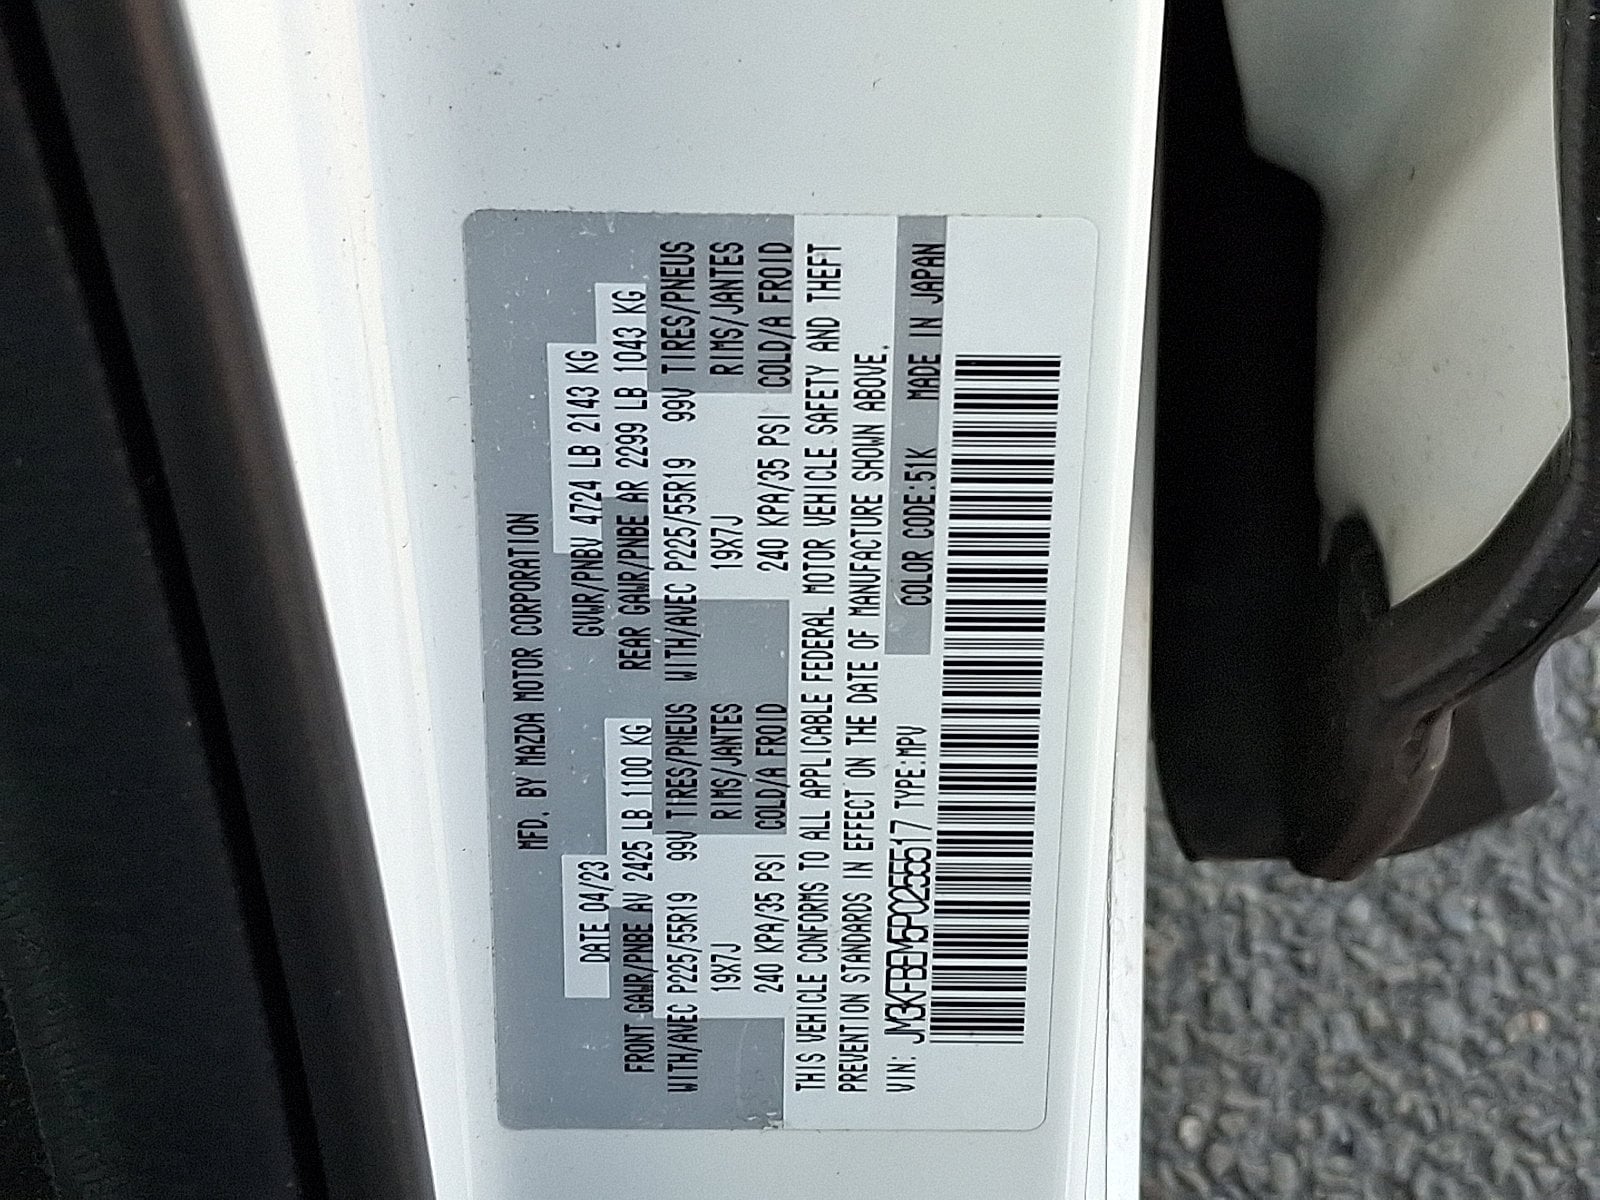 MFD. BY MAZDA MOTOR CORPORATION
DATE 04/23 GVWR/PNBV 4724 LB 2143 KG
FRONT GAWR/PNBE AV 2425 LB 1100 KG REAR GAWR/PNBE AR 2299 LB 1043 KG
WITH/AVEC P225/55R19 99V TIRES/PNEUS WITH/AVEC P225/55R19 99V TIRES/PNEUS
19X7J RIMS/JANTES 19X7J RIMS/JANTES
240 KPA/35 PSI COLD/A FROID 240 KPA/35 PSI COLD/A FROID
THIS VEHICLE CONFORMS TO ALL APPLICABLE FEDERAL MOTOR VEHICLE SAFETY AND THEFT
PREVENTION STANDARDS IN EFFECT ON THE DATE OF MANUFACTURE SHOWN ABOVE.
VIN: JM3KFBEM5P0255517 TYPE:MPV COLOR CODE:51K MADE IN JAPAN